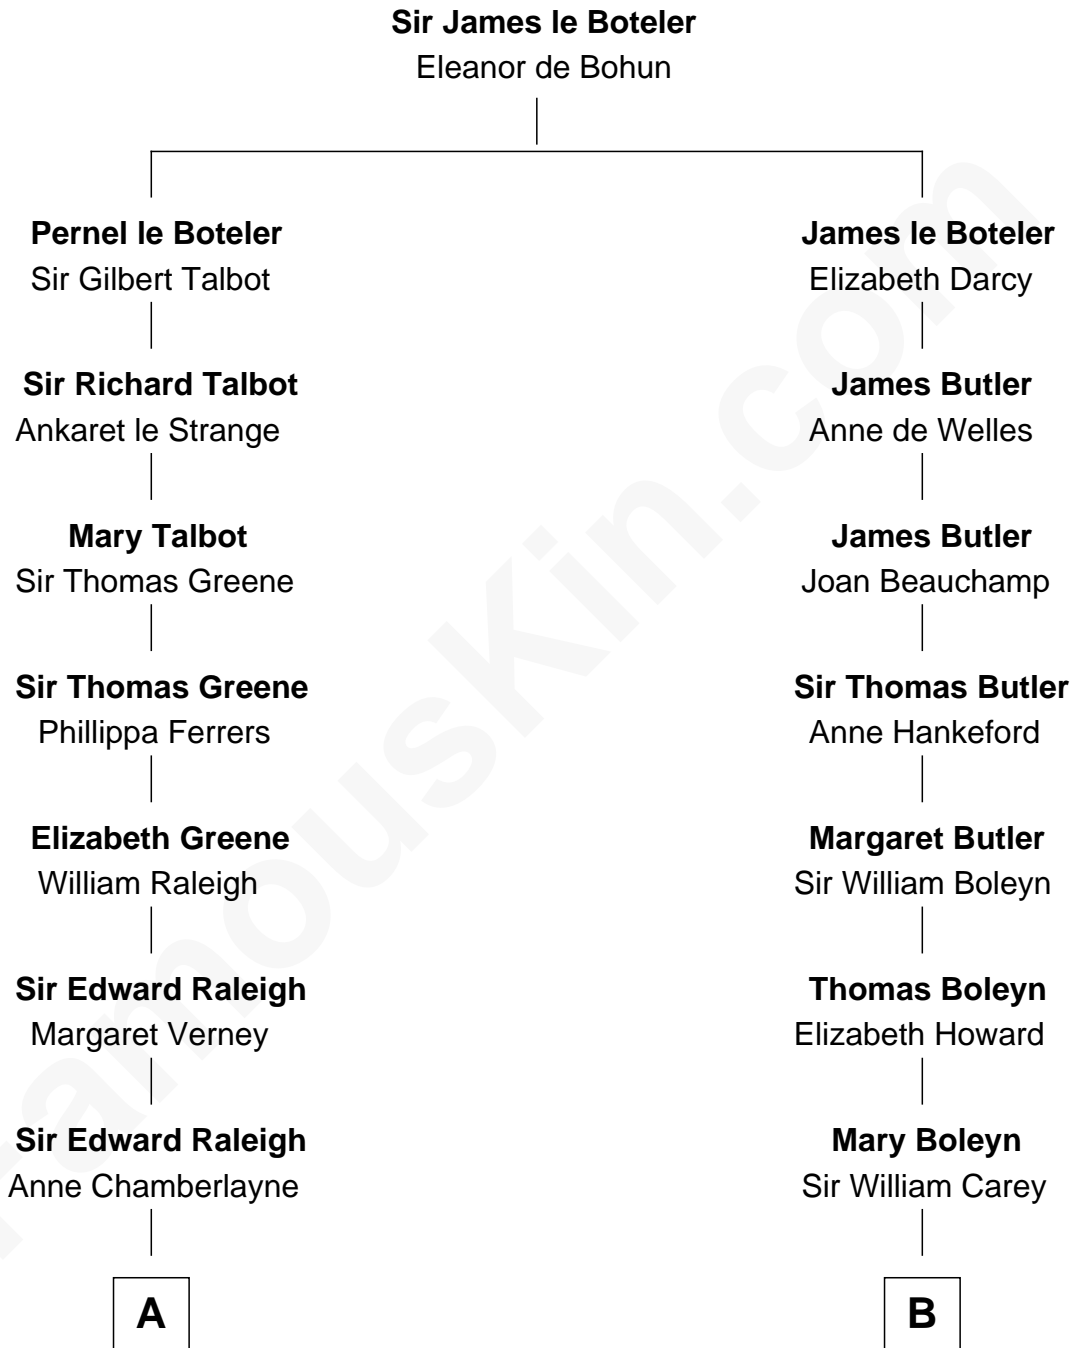 Sir James le Boteler
Eleanor de Bohun
Pernel le Boteler
Sir Gilbert Talbot
James le Boteler
Elizabeth Darcy
Sir Richard Talbot
Ankaret le Strange
James Butler
Anne de Welles
Mary Talbot
Sir Thomas Greene
James Butler
Joan Beauchamp
Sir Thomas Greene
Phillippa Ferrers
Sir Thomas Butler
Anne Hankeford
Elizabeth Greene
William Raleigh
Margaret Butler
Sir William Boleyn
Sir Edward Raleigh
Margaret Verney
Thomas Boleyn
Elizabeth Howard
Sir Edward Raleigh
Anne Chamberlayne
Mary Boleyn
Sir William Carey
A
B
FamousKin.com